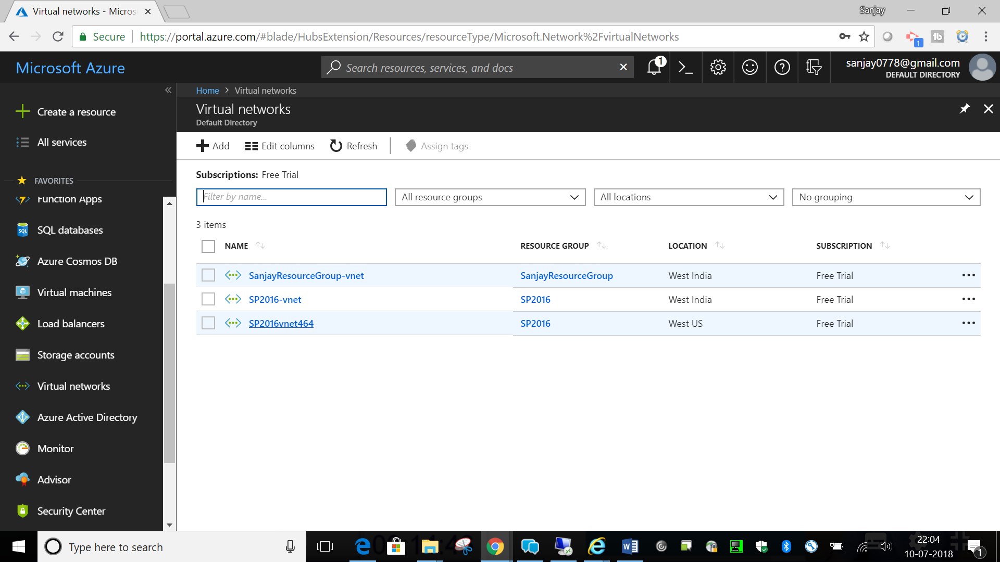 Virtual networks - Micros
Sanjay
Secure
https://portal.azure.com/#blade/HubsExtension/Resources/resourceType/Microsoft.Network%2FvirtualNetworks
1
Microsoft Azure
Search resources, services, and docs
1
sanjay0778@gmail.com
DEFAULT DIRECTORY
Home > Virtual networks
Virtual networks
Default Directory
Create a resource
All services
FAVORITES
Function Apps
SQL databases
Azure Cosmos DB
Virtual machines
Load balancers
Storage accounts
Virtual networks
Azure Active Directory
Monitor
Advisor
Security Center
Add
Edit columns
Refresh
Assign tags
Subscriptions: Free Trial
Filter by name...
All resource groups
All locations
No grouping
3 items
NAME RESOURCE GROUP LOCATION SUBSCRIPTION
SanjayResourceGroup-vnet SanjayResourceGroup West India Free Trial
SP2016-vnet SP2016 West India Free Trial
SP2016vnet464 SP2016 West US Free Trial
Type here to search
22:04
10-07-2018
1